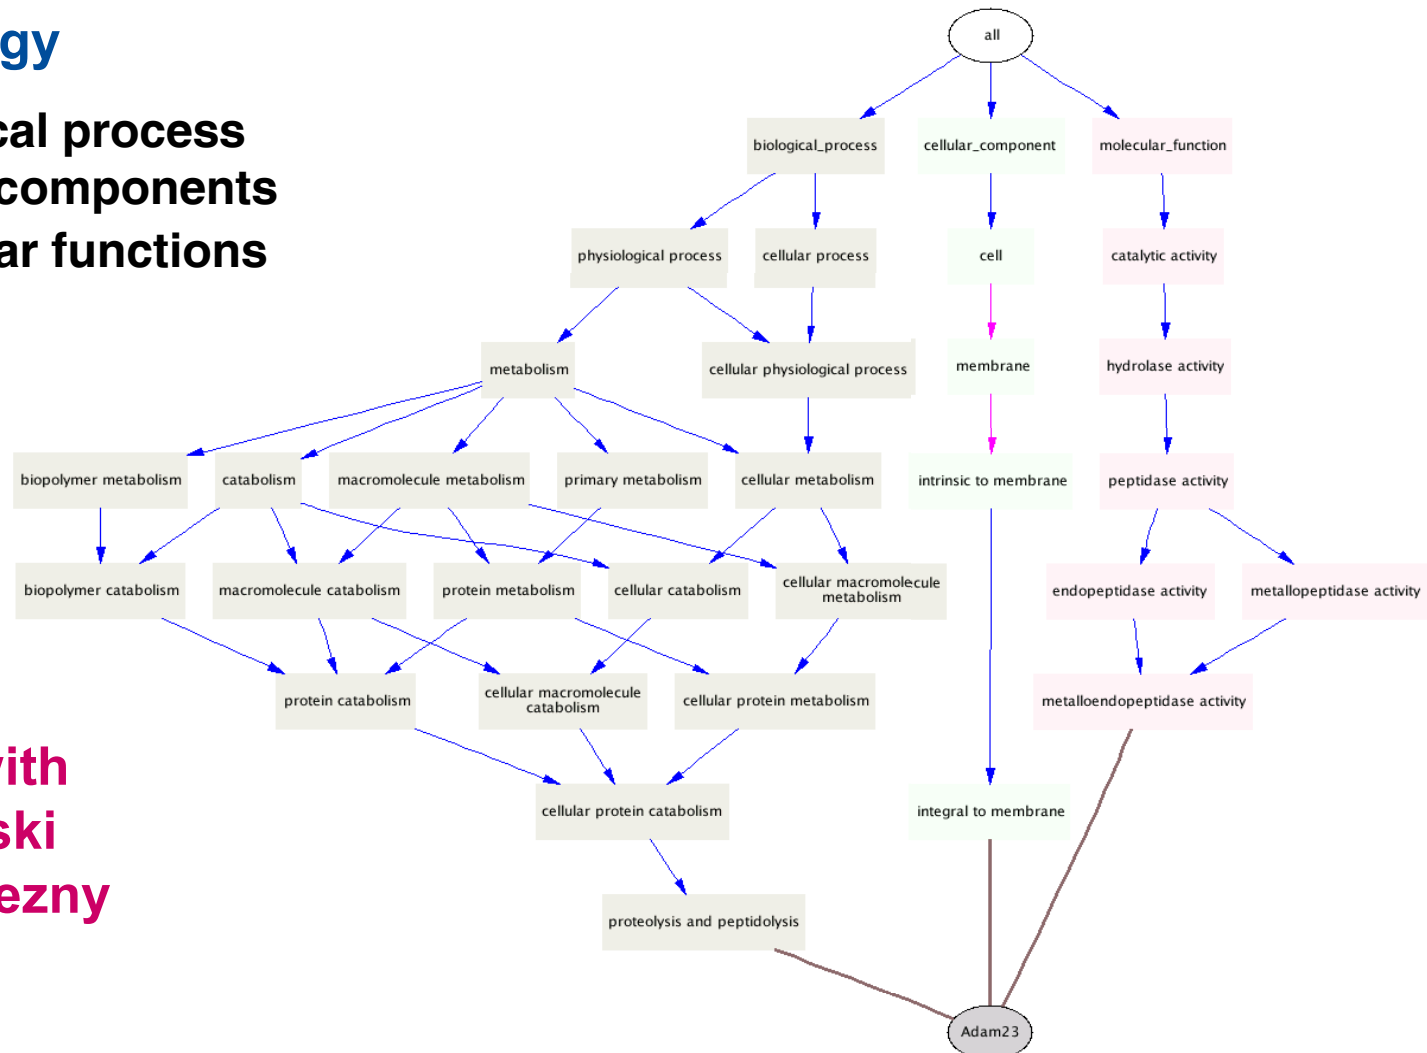 gy
cal process
components
ar functions
with
ski
ezny
all
biological_process
cellular_component
molecular_function
physiological process
cellular process
cell
catalytic activity
metabolism
cellular physiological process
membrane
hydrolase activity
biopolymer metabolism
catabolism
macromolecule metabolism
primary metabolism
cellular metabolism
intrinsic to membrane
peptidase activity
biopolymer catabolism
macromolecule catabolism
protein metabolism
cellular catabolism
cellular macromolecule
metabolism
endopeptidase activity
metallopeptidase activity
protein catabolism
cellular macromolecule
catabolism
cellular protein metabolism
metalloendopeptidase activity
cellular protein catabolism
integral to membrane
proteolysis and peptidolysis
Adam23